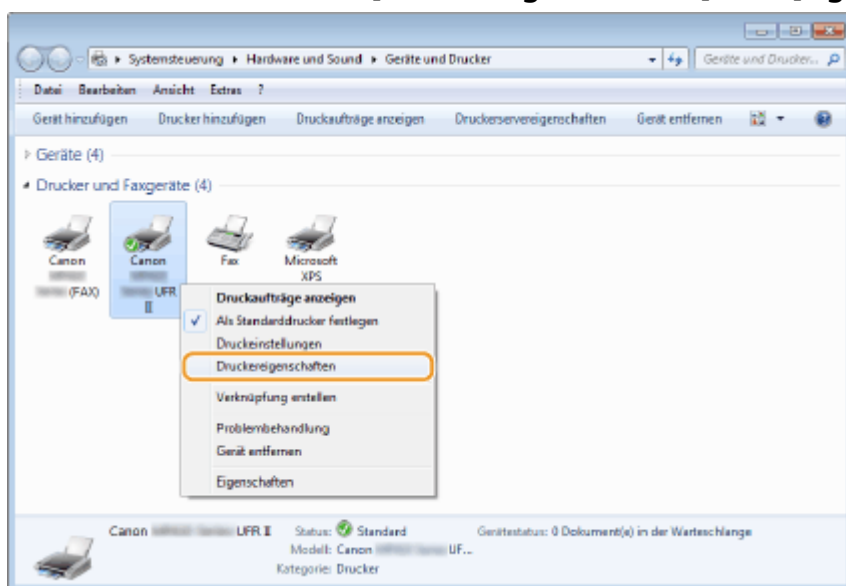 Systemsteuerung ▸ Hardware und Sound ▸ Geräte und Drucker
Geräte und Drucker...
Datei Bearbeiten Ansicht Extras ?
Gerät hinzufügen Drucker hinzufügen Druckaufträge anzeigen Druckerservereigenschaften Gerät entfernen
Geräte (4)
Drucker und Faxgeräte (4)
Canon
(FAX)
Canon
UFR
II
Fax
Microsoft
XPS
Druckaufträge anzeigen
Als Standarddrucker festlegen
Druckeinstellungen
Druckereigenschaften
Verknüpfung erstellen
Problembehandlung
Gerät entfernen
Eigenschaften
Canon UFR II Status: Standard Gerätestatus: 0 Dokument(e) in der Warteschlange
Modell: Canon UF...
Kategorie: Drucker